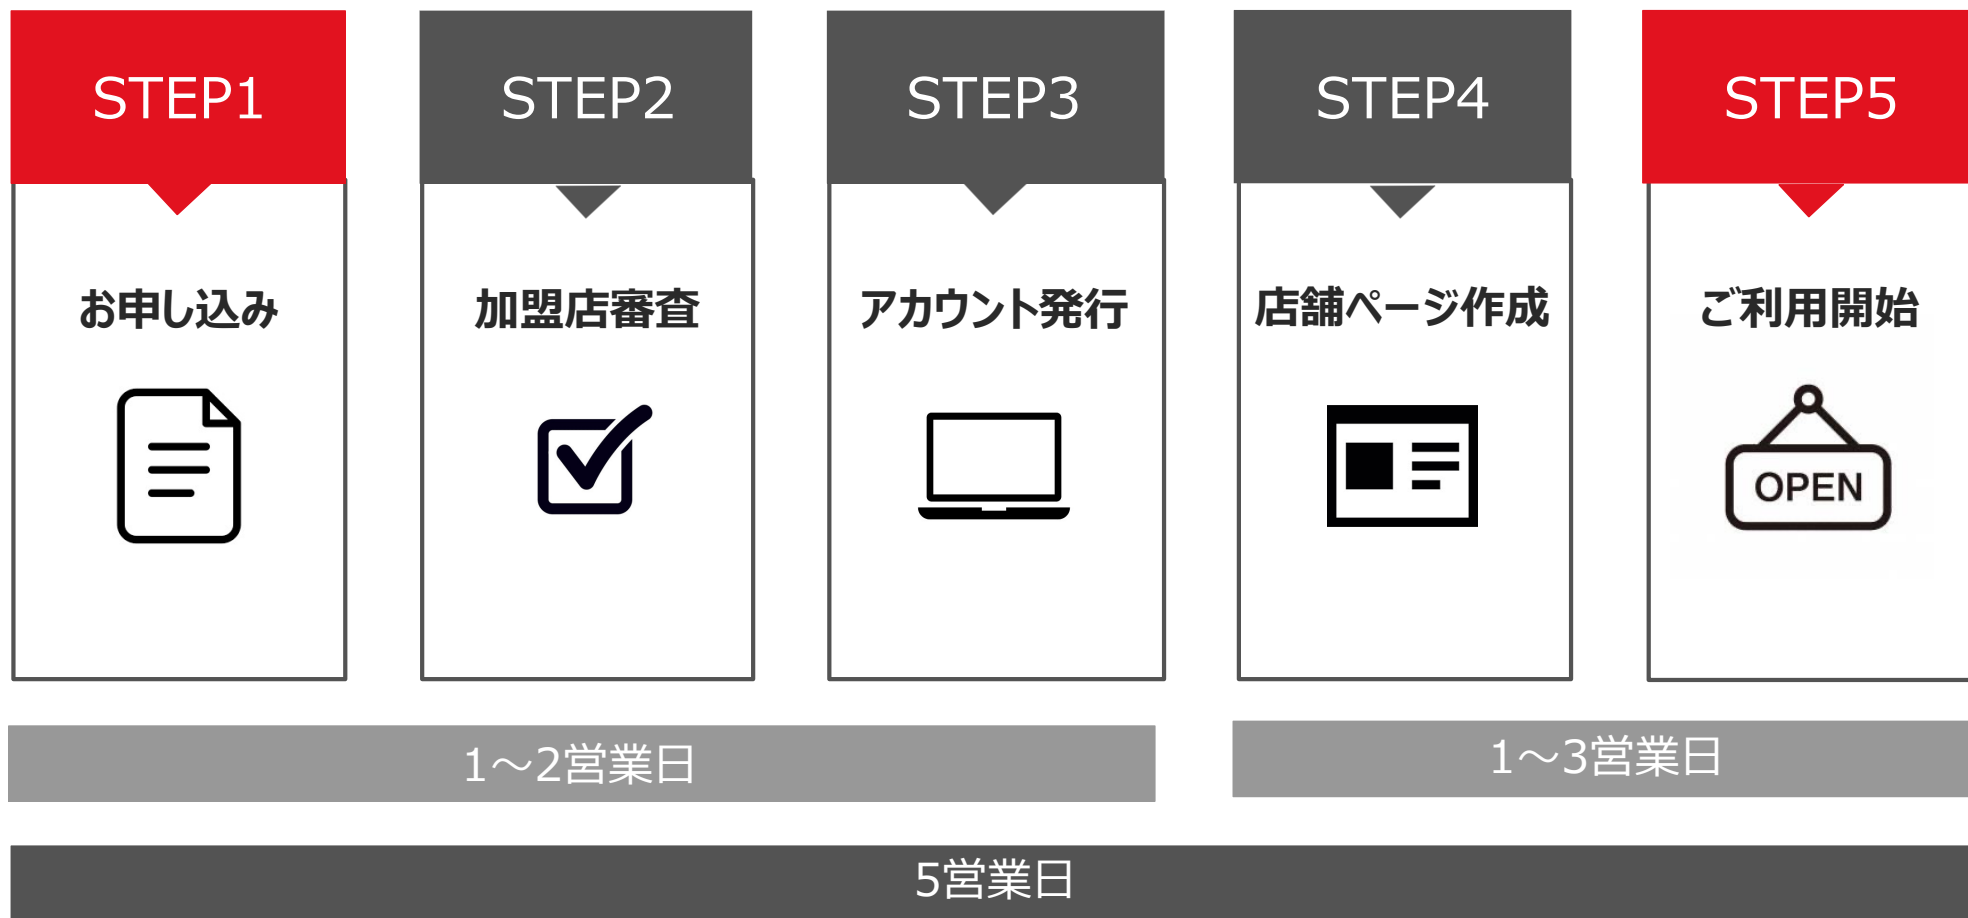 STEP1
お申し込み
STEP2
加盟店審査
STEP3
アカウント発行
STEP4
店舗ページ作成
STEP5
ご利用開始
OPEN
1～2営業日
1～3営業日
5営業日